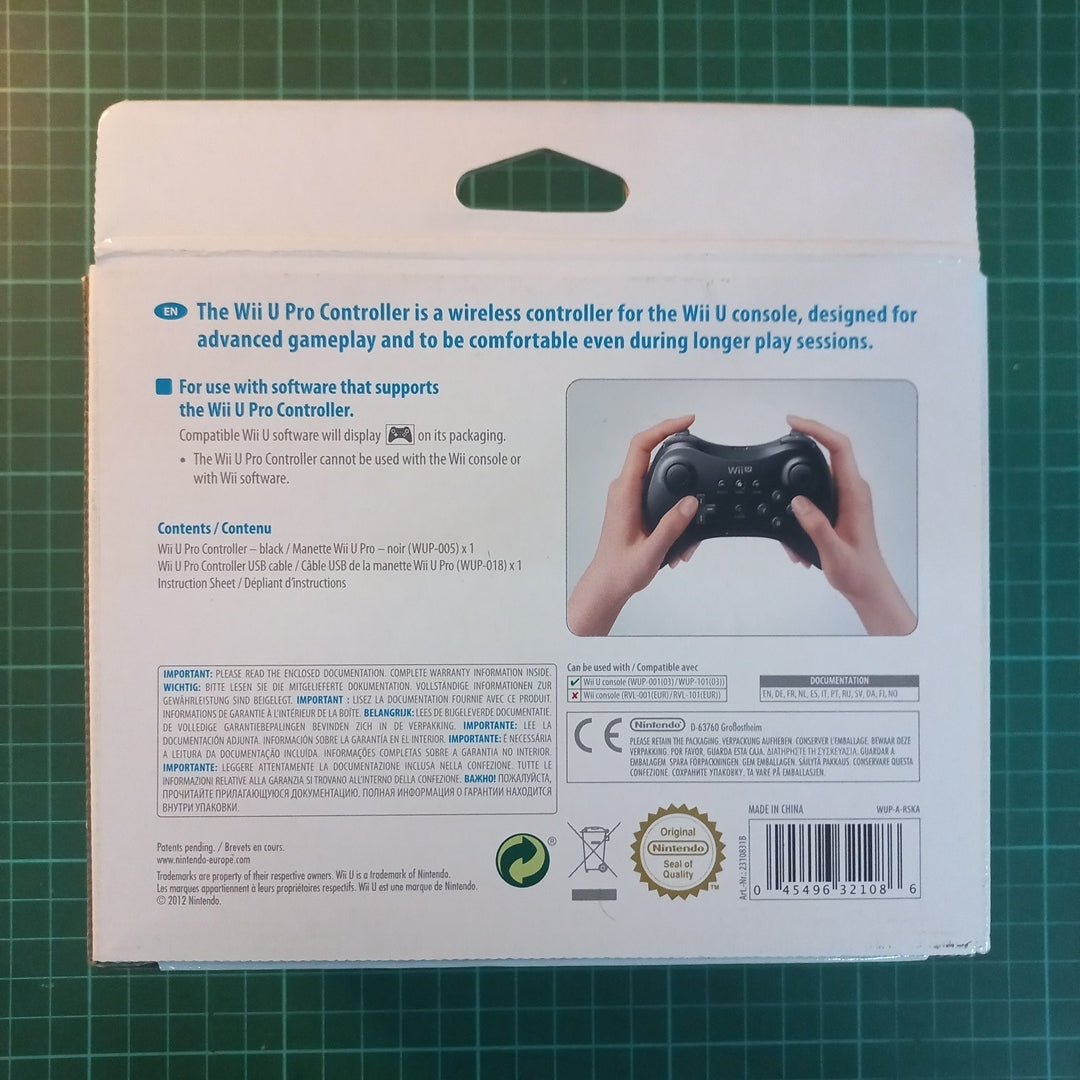 EN The Wii U Pro Controller is a wireless controller for the Wii U console, designed for
advanced gameplay and to be comfortable even during longer play sessions.
For use with software that supports
the Wii U Pro Controller.
Compatible Wii U software will display on its packaging.
• The Wii U Pro Controller cannot be used with the Wii console or
with Wii software.
Wii U
Contents / Contenu
Wii U Pro Controller – black / Manette Wii U Pro – noir (WUP-005) x 1
Wii U Pro Controller USB cable / Câble USB de la manette Wii U Pro (WUP-018) x 1
Instruction Sheet / Dépliant d'instructions
IMPORTANT: PLEASE READ THE ENCLOSED DOCUMENTATION. COMPLETE WARRANTY INFORMATION INSIDE.
WICHTIG: BITTE LESEN SIE DIE MITGELIEFERTE DOKUMENTATION. VOLLSTÄNDIGE INFORMATIONEN ZUR
GEWÄHRLEISTUNG SIND BEIGELEGT. IMPORTANT : LISEZ LA DOCUMENTATION FOURNIE AVEC CE PRODUIT.
INFORMATIONS DE GARANTIE À L'INTÉRIEUR DE LA BOÎTE. BELANGRIJK: LEES DE BIJGELEVERDE DOCUMENTATIE.
DE VOLLEDIGE GARANTIEBEPALINGEN BEVINDEN ZICH IN DE VERPAKKING. IMPORTANTE: LEE LA
DOCUMENTACIÓN ADJUNTA. INFORMACIÓN SOBRE LA GARANTÍA EN EL INTERIOR. IMPORTANTE: É NECESSÁRIA
A LEITURA DA DOCUMENTAÇÃO INCLUÍDA. INFORMAÇÕES COMPLETAS SOBRE A GARANTIA NO INTERIOR.
IMPORTANTE: LEGGERE ATTENTAMENTE LA DOCUMENTAZIONE INCLUSA NELLA CONFEZIONE. TUTTE LE
INFORMAZIONI RELATIVE ALLA GARANZIA SI TROVANO ALL'INTERNO DELLA CONFEZIONE. ВАЖНО! ПОЖАЛУЙСТА,
ПРОЧИТАЙТЕ ПРИЛАГАЮЩУЮСЯ ДОКУМЕНТАЦИЮ. ПОЛНАЯ ИНФОРМАЦИЯ О ГАРАНТИИ НАХОДИТСЯ
ВНУТРИ УПАКОВКИ.
Can be used with / Compatible avec
✓ Wii U console (WUP-001(03) / WUP-101(03))
✗ Wii console (RVL-001(EUR) / RVL-101(EUR))
DOCUMENTATION
EN, DE, FR, NL, ES, IT, PT, RU, SV, DA, FI, NO
CE Nintendo D-63760 Großostheim
PLEASE RETAIN THE PACKAGING. VERPACKUNG AUFHEBEN. CONSERVER L'EMBALLAGE. BEWAAR DEZE
VERPAKKING. POR FAVOR, GUARDA ESTA CAJA. ΔΙΑΤΗΡΗΣΤΕ ΤΗ ΣΥΣΚΕΥΑΣΙΑ. GUARDAR A
EMBALAGEM. SPARA FÖRPACKNINGEN. GEM EMBALLAGEN. SÄILYTÄ PAKKAUS. CONSERVARE QUESTA
CONFEZIONE. СОХРАНИТЕ УПАКОВКУ. TA VARE PÅ EMBALLASJEN.
Patents pending. / Brevets en cours.
www.nintendo-europe.com
Trademarks are property of their respective owners. Wii U is a trademark of Nintendo.
Les marques appartiennent à leurs propriétaires respectifs. Wii U est une marque de Nintendo.
© 2012 Nintendo.
®
Original
Nintendo
Seal of
Quality
TM
MADE IN CHINA WUP-A-RSKA
Art.-Nr.: 2310831B
0 45496 32108 6